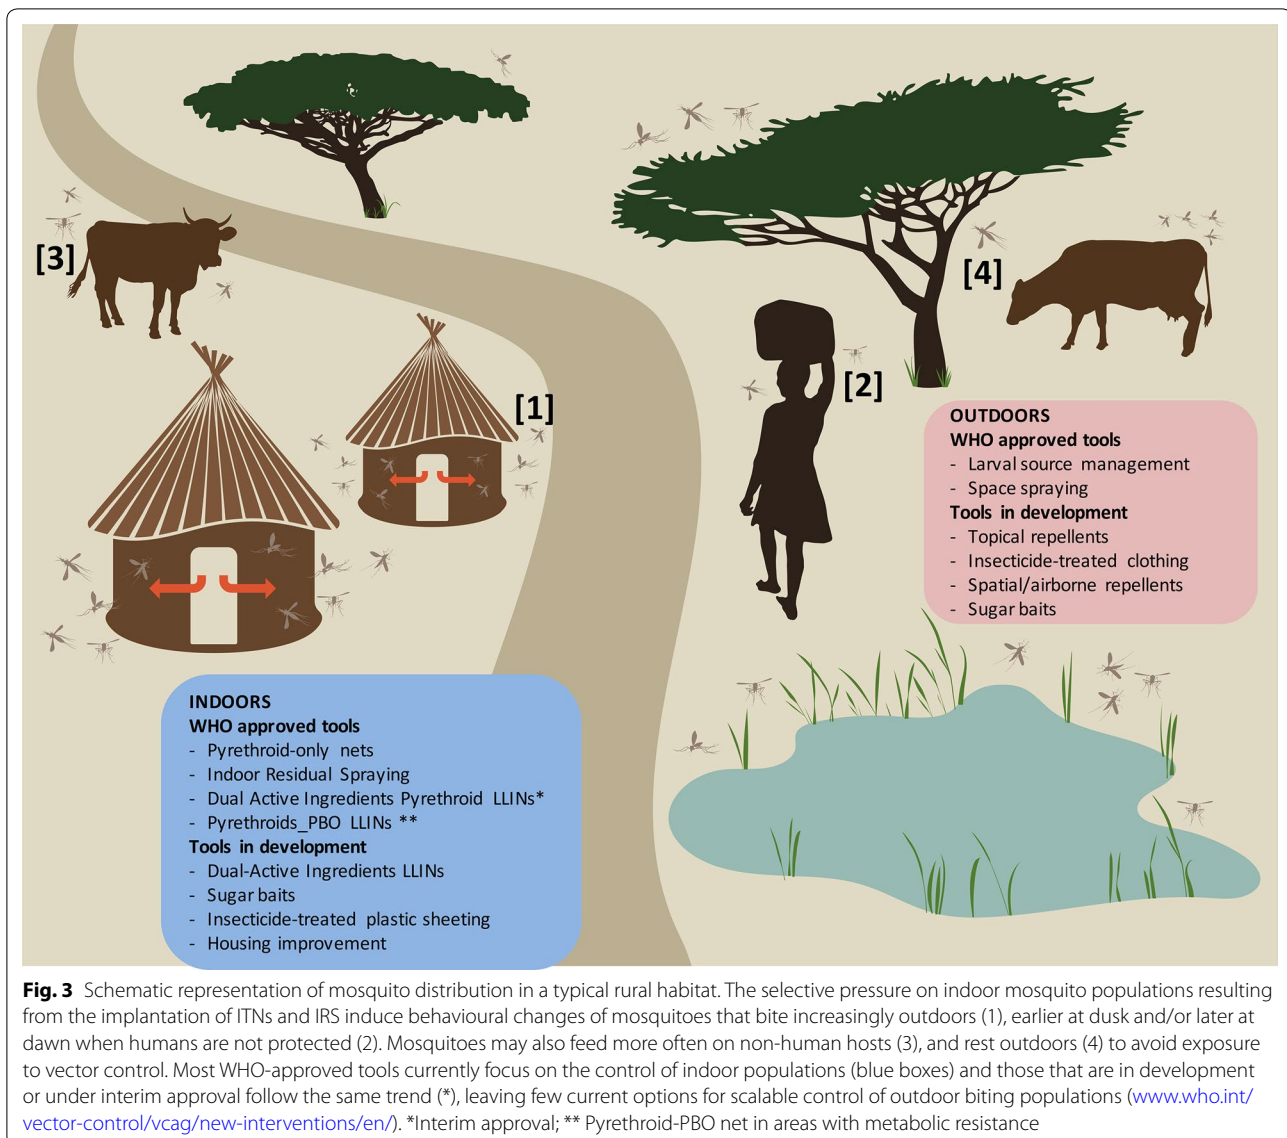 [3]
[4]
[1]
[2]
OUTDOORS
WHO approved tools
- Larval source management
- Space spraying
Tools in development
- Topical repellents
- Insecticide-treated clothing
- Spatial/airborne repellents
- Sugar baits
INDOORS
WHO approved tools
- Pyrethroid-only nets
- Indoor Residual Spraying
- Dual Active Ingredients Pyrethroid LLINs*
- Pyrethroids_PBO LLINs **
Tools in development
- Dual-Active Ingredients LLINs
- Sugar baits
- Insecticide-treated plastic sheeting
- Housing improvement
Fig. 3 Schematic representation of mosquito distribution in a typical rural habitat. The selective pressure on indoor mosquito populations resulting
from the implantation of ITNs and IRS induce behavioural changes of mosquitoes that bite increasingly outdoors (1), earlier at dusk and/or later at
dawn when humans are not protected (2). Mosquitoes may also feed more often on non-human hosts (3), and rest outdoors (4) to avoid exposure
to vector control. Most WHO-approved tools currently focus on the control of indoor populations (blue boxes) and those that are in development
or under interim approval follow the same trend (*), leaving few current options for scalable control of outdoor biting populations (www.who.int/
vector-control/vcag/new-interventions/en/). *Interim approval; ** Pyrethroid-PBO net in areas with metabolic resistance